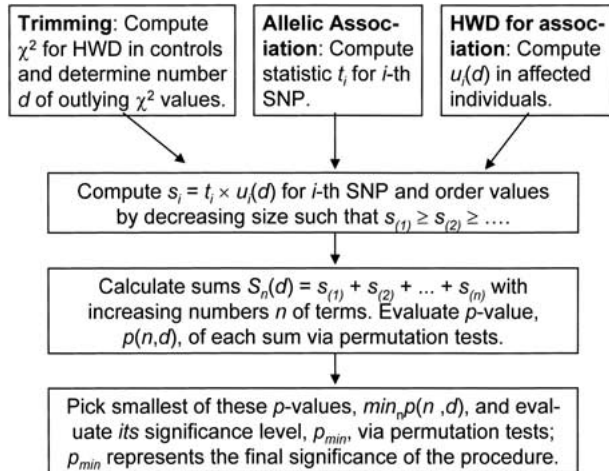 Trimming: Compute
χ² for HWD in controls
and determine number
d of outlying χ² values.
Allelic Assoc-
iation: Compute
statistic tᵢ for i-th
SNP.
HWD for assoc-
iation: Compute
uᵢ(d) in affected
individuals.
Compute sᵢ = tᵢ × uᵢ(d) for i-th SNP and order values
by decreasing size such that s₍₁₎ ≥ s₍₂₎ ≥ ….
Calculate sums Sₙ(d) = s₍₁₎ + s₍₂₎ + ... + s₍ₙ₎ with
increasing numbers n of terms. Evaluate p-value,
p(n,d), of each sum via permutation tests.
Pick smallest of these p-values, minₙp(n ,d), and eval-
uate its significance level, pₘᵢₙ, via permutation tests;
pₘᵢₙ represents the final significance of the procedure.